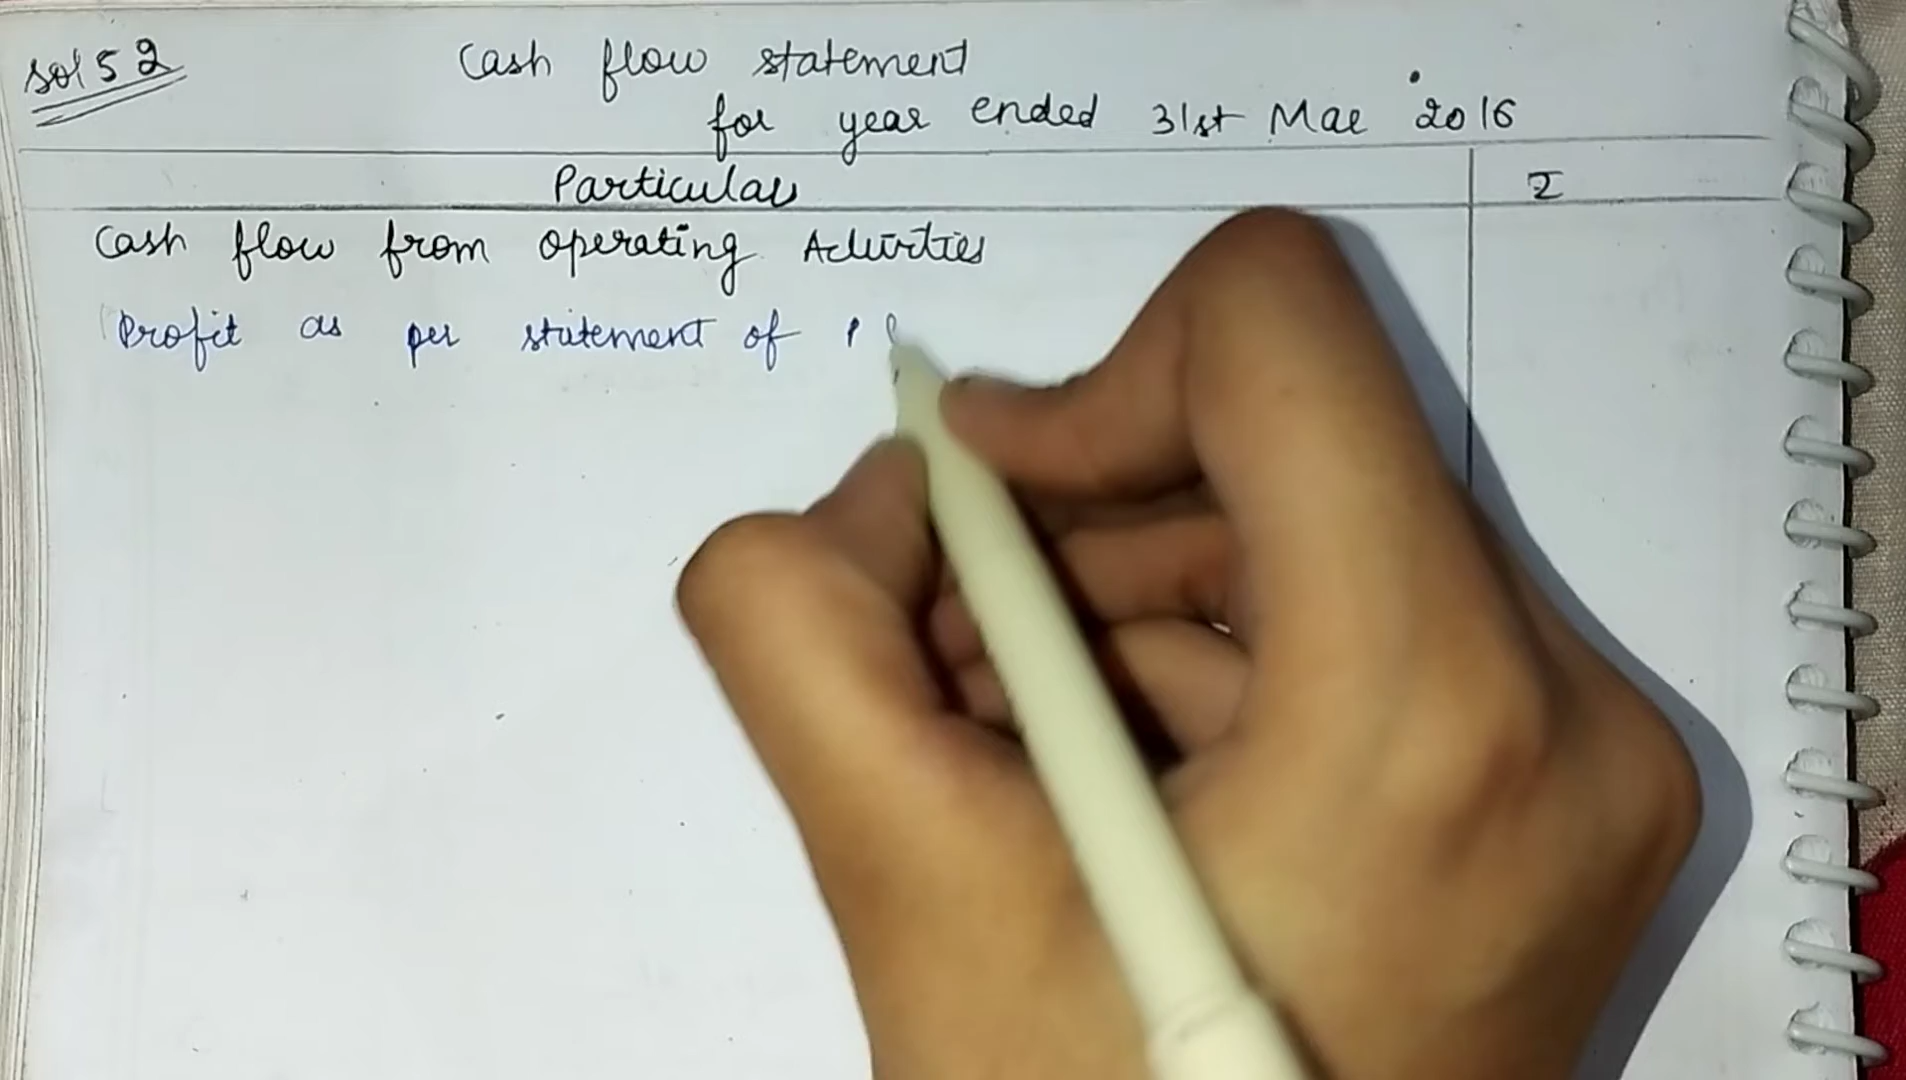 Sol 52
Cash flow statement
for year ended 31st Mar 2016
Particulars ₹
Cash flow from operating Activities
Profit as per statement of P